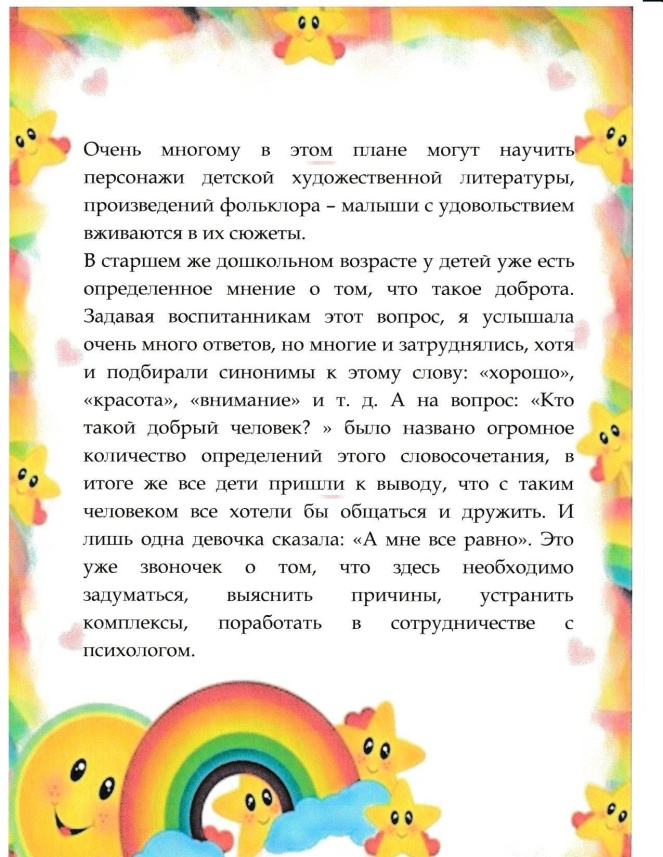 Очень многому в этом плане могут научить
персонажи детской художественной литературы,
произведений фольклора – малыши с удовольствием
вживаются в их сюжеты.
В старшем же дошкольном возрасте у детей уже есть
определенное мнение о том, что такое доброта.
Задавая воспитанникам этот вопрос, я услышала
очень много ответов, но многие и затруднялись, хотя
и подбирали синонимы к этому слову: «хорошо»,
«красота», «внимание» и т. д. А на вопрос: «Кто
такой добрый человек? » было названо огромное
количество определений этого словосочетания, в
итоге же все дети пришли к выводу, что с таким
человеком все хотели бы общаться и дружить. И
лишь одна девочка сказала: «А мне все равно». Это
уже звоночек о том, что здесь необходимо
задуматься, выяснить причины, устранить
комплексы, поработать в сотрудничестве с
психологом.